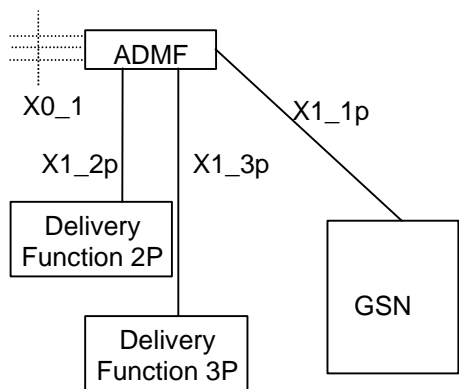 ADMF
X0_1
X1_1p
X1_2p
X1_3p
Delivery
Function 2P
GSN
Delivery
Function 3P